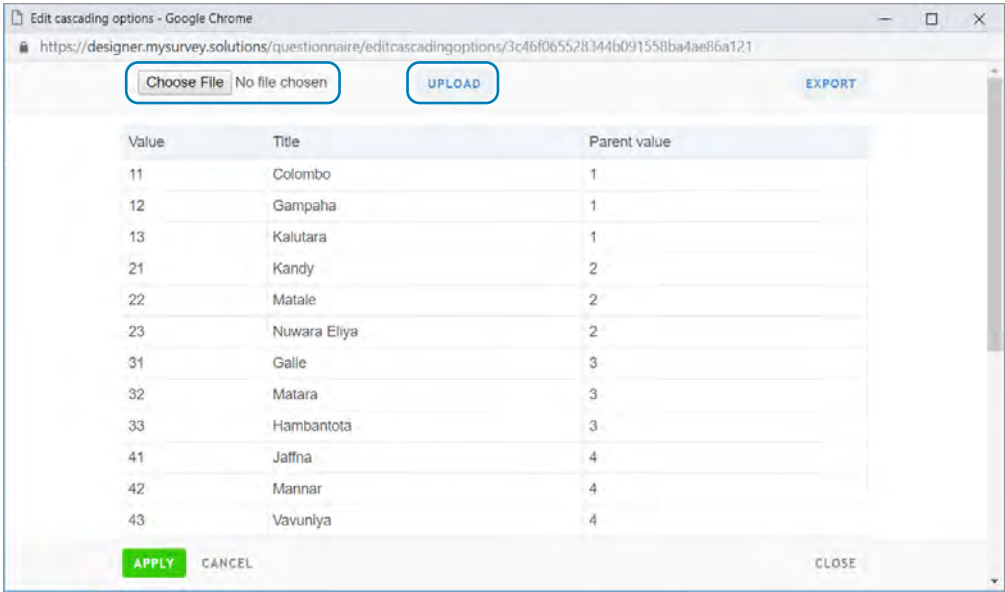 Edit cascading options - Google Chrome
https://designer.mysurvey.solutions/questionnaire/editcascadingoptions/3c46f065528344b091558ba4ae86a121
Choose File No file chosen UPLOAD EXPORT
Value Title Parent value
11 Colombo 1
12 Gampaha 1
13 Kalutara 1
21 Kandy 2
22 Matale 2
23 Nuwara Eliya 2
31 Galle 3
32 Matara 3
33 Hambantota 3
41 Jaffna 4
42 Mannar 4
43 Vavuniya 4
APPLY CANCEL CLOSE